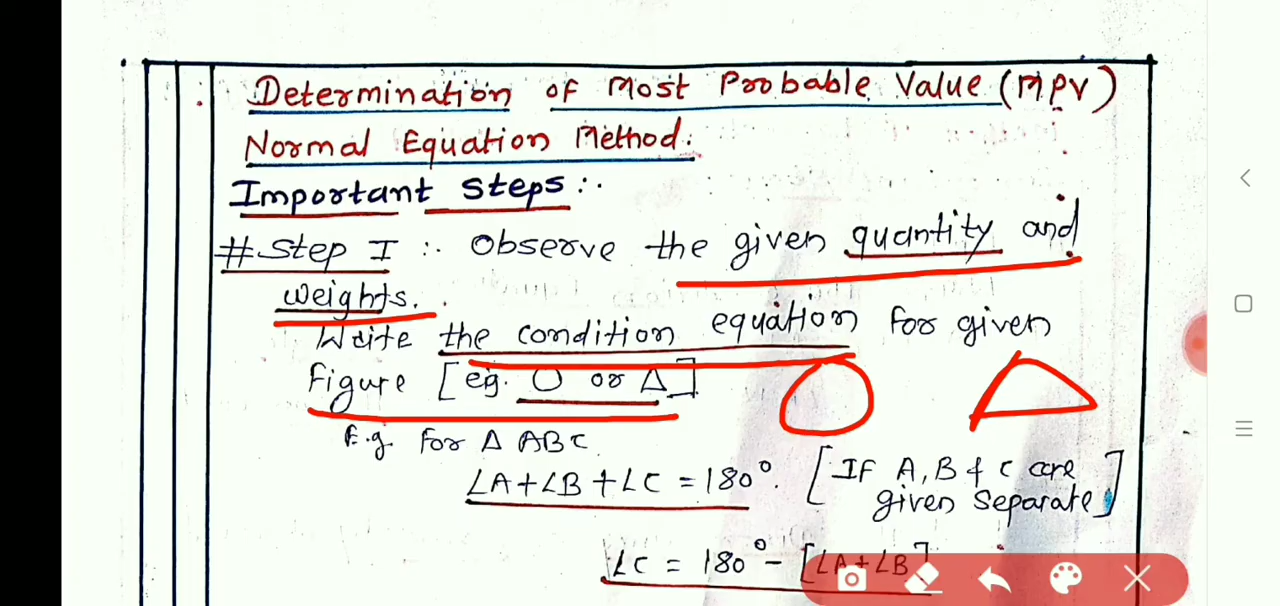 Determination of Most Probable Value (MPV)
Normal Equation Method:
Important Steps:.
# Step I :. Observe the given quantity and
weights.
Write the condition equation for given
Figure [eg. O or Δ]
E.g. For Δ ABC
∠A+∠B+∠C = 180°. [If A, B & C are
given separate]
∠C = 180° - [∠A+∠B]